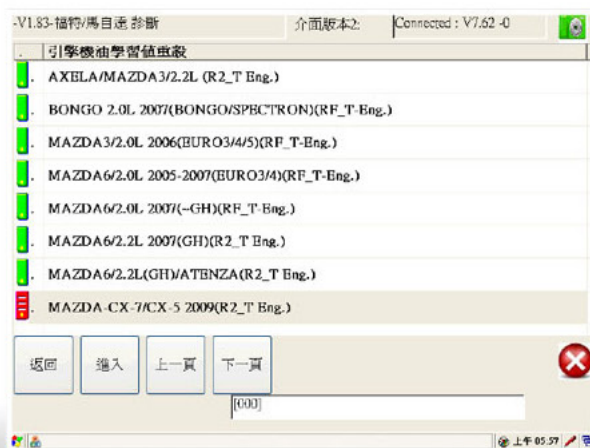 -V1.83-福特/馬自達 診斷 介面版本2: Connected : V7.62 -0
. 引擎機油學習值重設
. AXELA/MAZDA3/2.2L (R2_T Eng.)
. BONGO 2.0L 2007(BONGO/SPECTRON)(RF_T-Eng.)
. MAZDA3/2.0L 2006(EURO3/4/5)(RF_T-Eng.)
. MAZDA6/2.0L 2005-2007(EURO3/4)(RF_T-Eng.)
. MAZDA6/2.0L 2007(~GH)(RF_T-Eng.)
. MAZDA6/2.2L 2007(GH)(R2_T Eng.)
. MAZDA6/2.2L(GH)/ATENZA(R2_T Eng.)
. MAZDA-CX-7/CX-5 2009(R2_T Eng.)
返回 進入 上一頁 下一頁
[000]
上午 05:57